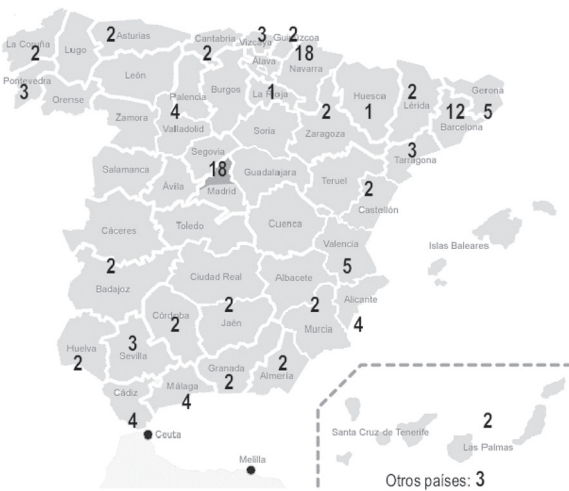 3 2
2 Asturias Cantabria Vizcaya Guipúzcoa
La Coruña 2 Lugo 2 Álava 18
León Navarra
Pontevedra Palencia Burgos La Rioja 1 Huesca 2 Gerona
3 Orense 4 2 1 Lérida 12 5
Zamora Valladolid Soria Zaragoza Barcelona
Segovia 3
Salamanca 18 Guadalajara Tarragona
Ávila Madrid Teruel 2
Castellón
Cáceres Toledo Cuenca
Valencia Islas Baleares
2 5
Badajoz Ciudad Real Albacete
Alicante
Córdoba 2 2 4
2 Jaén Murcia
Huelva 3
2 Sevilla Granada 2
Málaga 2 Almería
Cádiz 4
4 2
Ceuta Santa Cruz de Tenerife
Las Palmas
Melilla
Otros países: 3